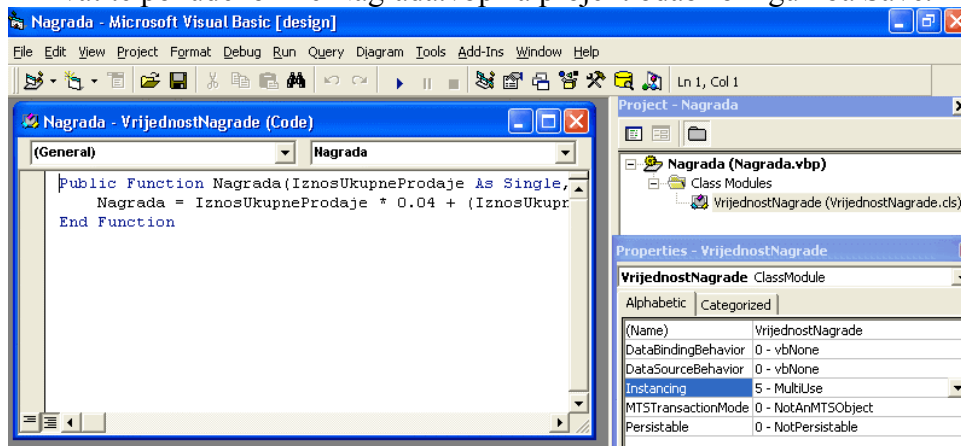 Nagrada - Microsoft Visual Basic [design]
File Edit View Project Format Debug Run Query Diagram Tools Add-Ins Window Help
Ln 1, Col 1
Nagrada - VrijednostNagrade (Code)
(General) Nagrada
Public Function Nagrada(IznosUkupneProdaje As Single,
Nagrada = IznosUkupneProdaje * 0.04 + (IznosUkupr
End Function
Project - Nagrada
Nagrada (Nagrada.vbp)
Class Modules
VrijednostNagrade (VrijednostNagrade.cls)
Properties - VrijednostNagrade
VrijednostNagrade ClassModule
Alphabetic Categorized
(Name) VrijednostNagrade
DataBindingBehavior 0 - vbNone
DataSourceBehavior 0 - vbNone
Instancing 5 - MultiUse
MTSTransactionMode 0 - NotAnMTSObject
Persistable 0 - NotPersistable